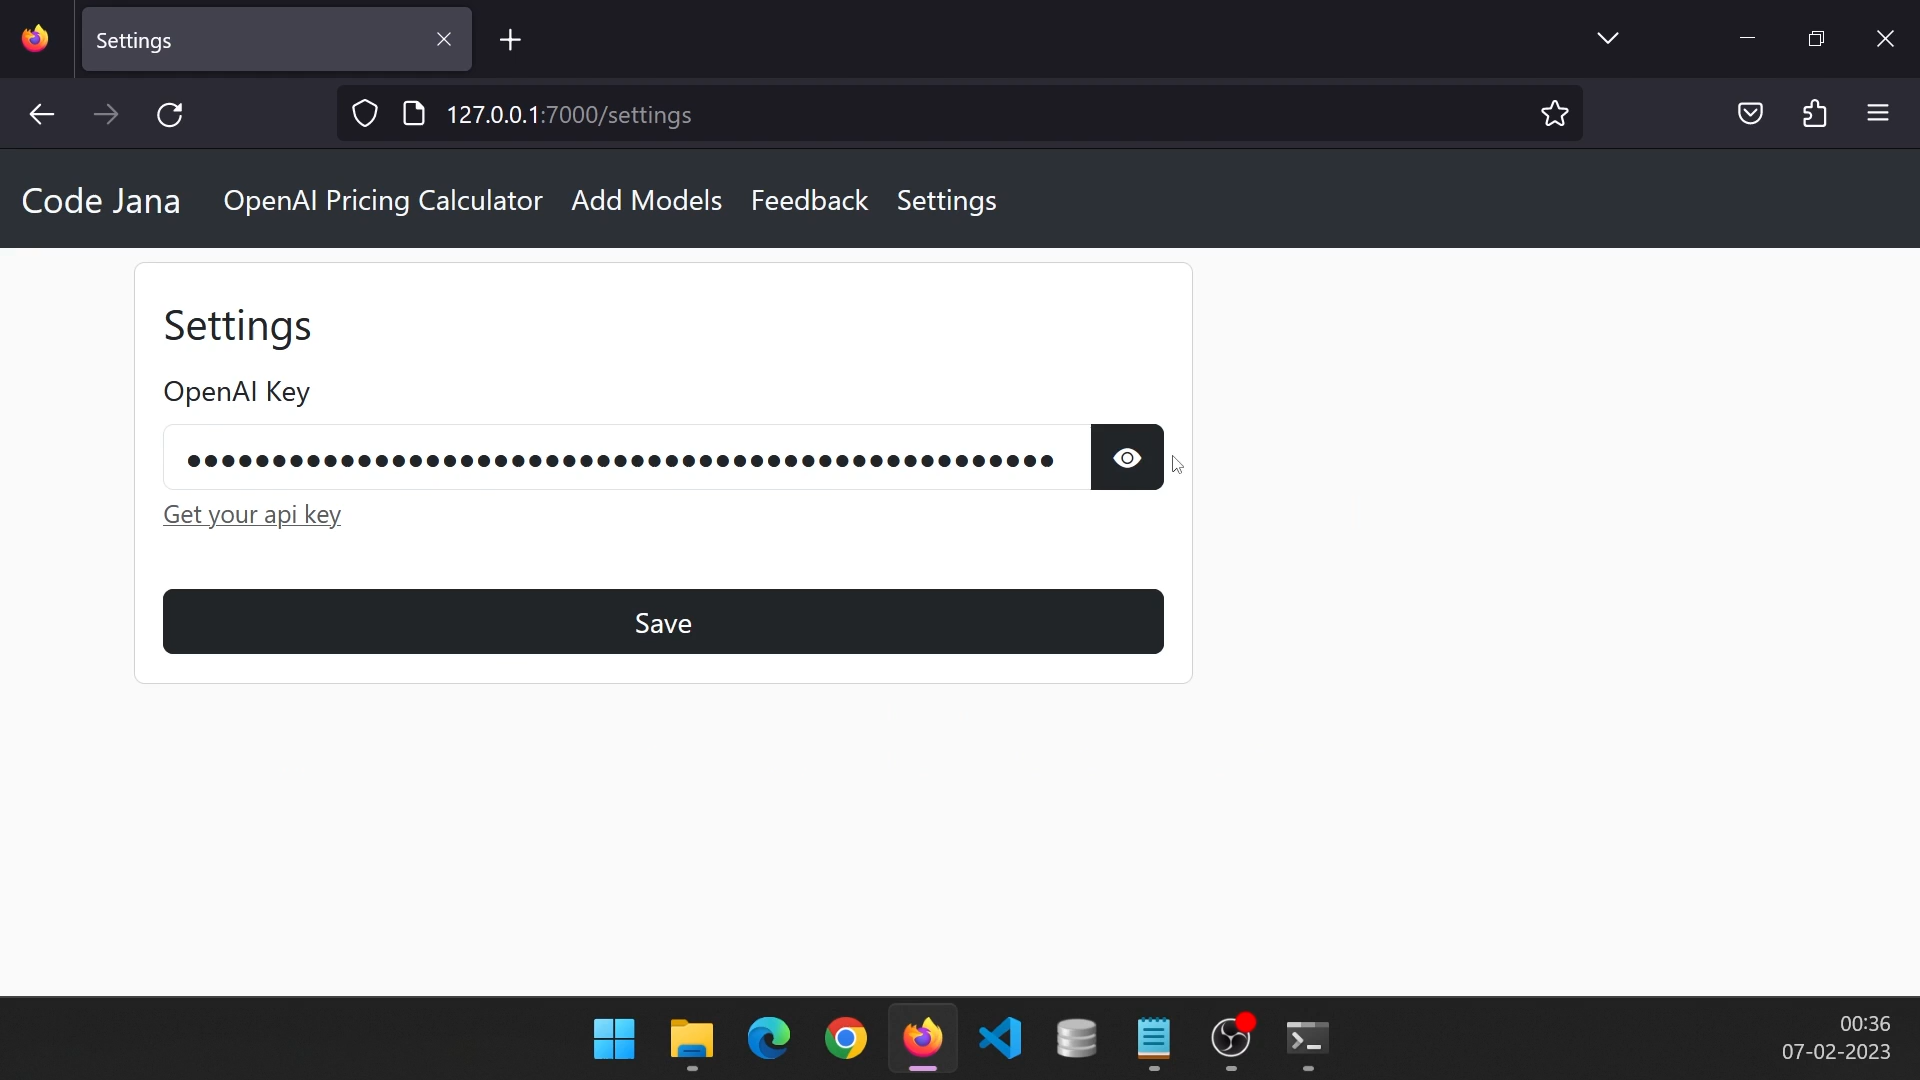 Settings
127.0.0.1:7000/settings
Code Jana
OpenAI Pricing Calculator
Add Models
Feedback
Settings
Settings
OpenAI Key
●●●●●●●●●●●●●●●●●●●●●●●●●●●●●●●●●●●●●●●●●●●●●●●●●●●
Get your api key
Save
00:36
07-02-2023